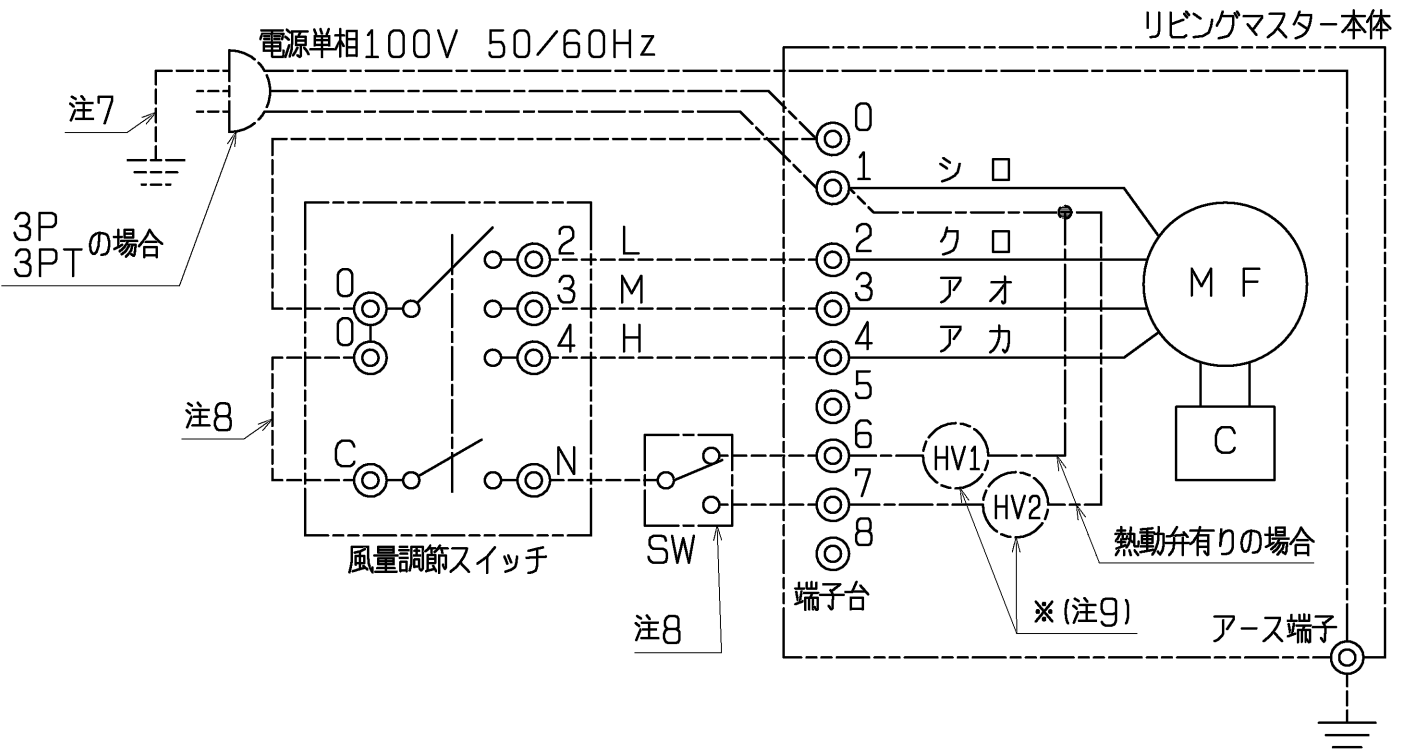 リビングマスター本体
電源単相100V 50/60Hz
注7
3P
3PT
の場合
0
1
2
3
4
5
6
7
8
シロ
クロ
アオ
アカ
MF
C
0
0
C
2
3
4
N
L
M
H
注8
風量調節スイッチ
SW
注8
HV1
HV2
熱動弁有りの場合
※(注9)
端子台
アース端子